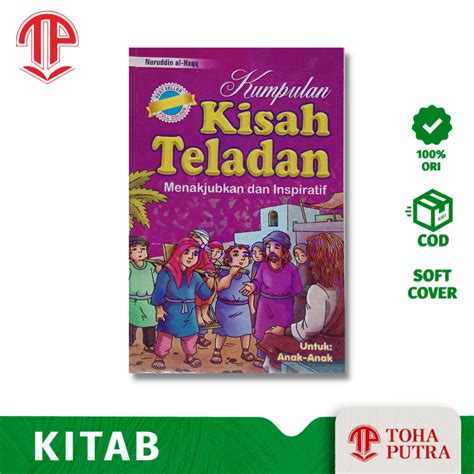 TP
Nuruddin al-Haqq
Kumpulan
Kisah
Teladan
Menakjubkan dan Inspiratif
Untuk:
Anak-Anak
100%
ORI
COD
SOFT
COVER
KITAB
TOHA
PUTRA